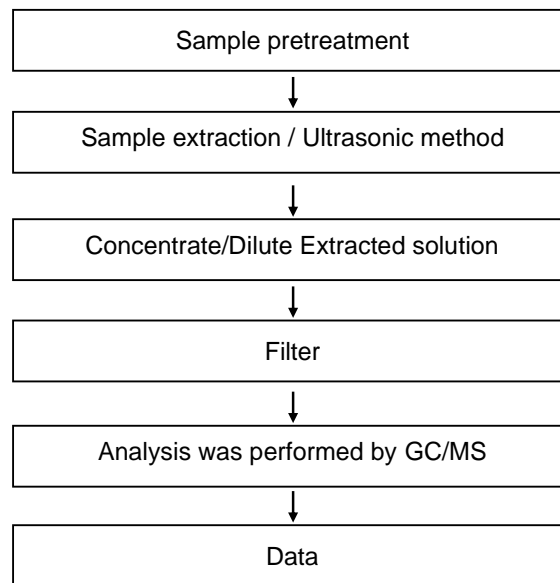 Sample pretreatment
Sample extraction / Ultrasonic method
Concentrate/Dilute Extracted solution
Filter
Analysis was performed by GC/MS
Data